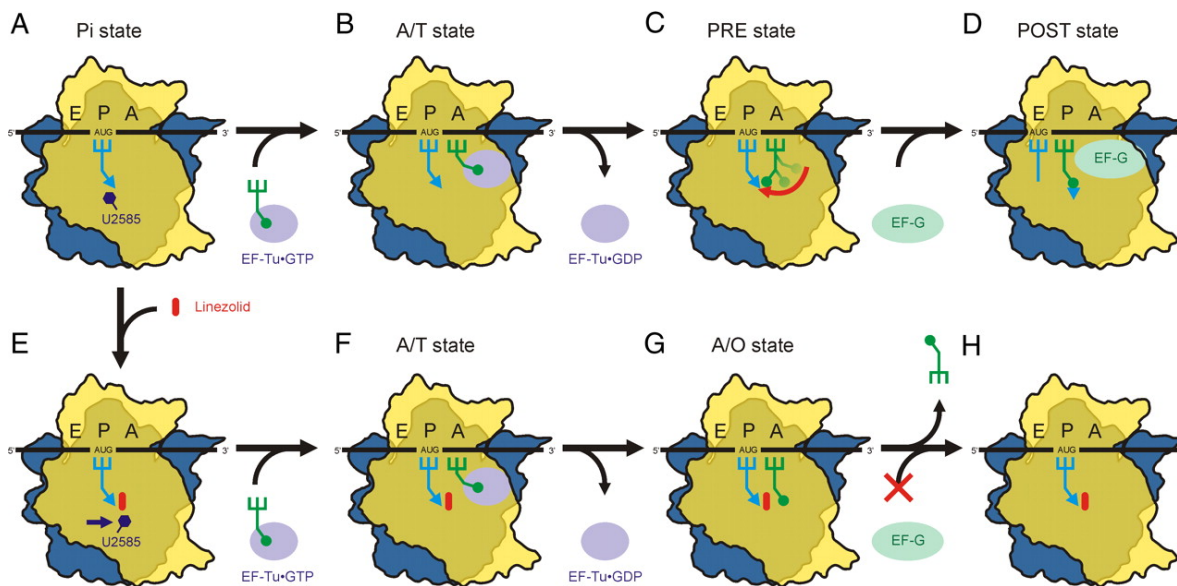 A Pi state
B A/T state
C PRE state
D POST state
E P A
5' AUG 3'
U2585
EF-Tu•GTP
E P A
5' AUG 3'
EF-Tu•GDP
E P A
5' AUG 3'
EF-G
E P A
5' AUG 3'
EF-G
Linezolid
E
F A/T state
G A/O state
H
E P A
5' AUG 3'
U2585
EF-Tu•GTP
E P A
5' AUG 3'
EF-Tu•GDP
E P A
5' AUG 3'
EF-G
E P A
5' AUG 3'